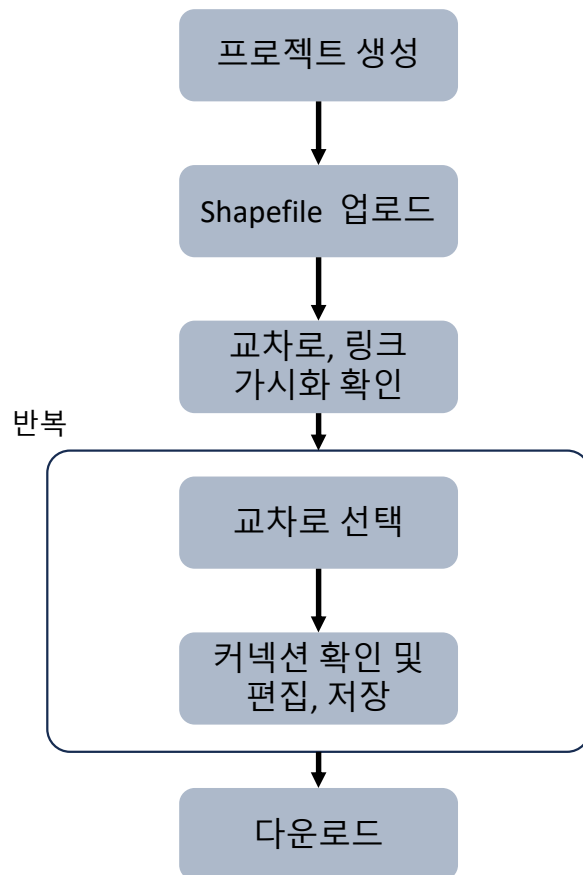 프로젝트 생성
Shapefile 업로드
교차로, 링크
가시화 확인
반복
교차로 선택
커넥션 확인 및
편집, 저장
다운로드